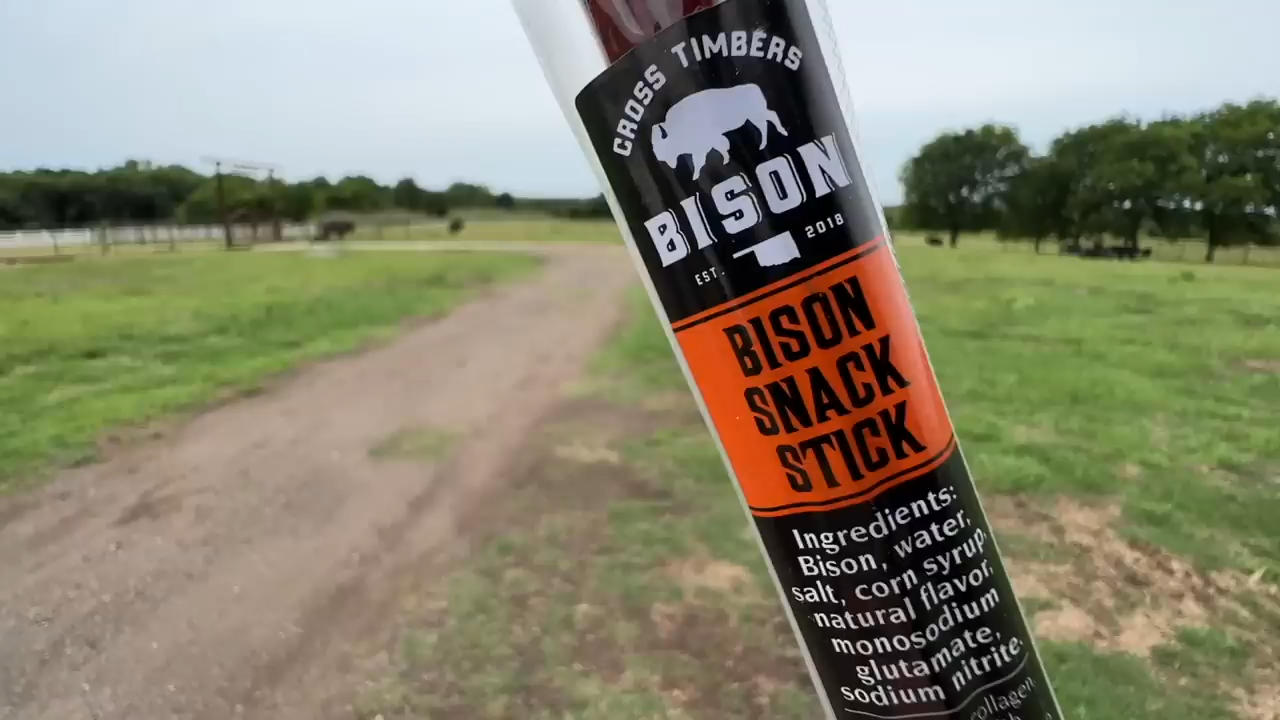 CROSS TIMBERS
BISON
EST. 2018
BISON
SNACK
STICK
Ingredients:
Bison, water,
salt, corn syrup,
natural flavor,
monosodium
glutamate,
sodium nitrite.
collagen